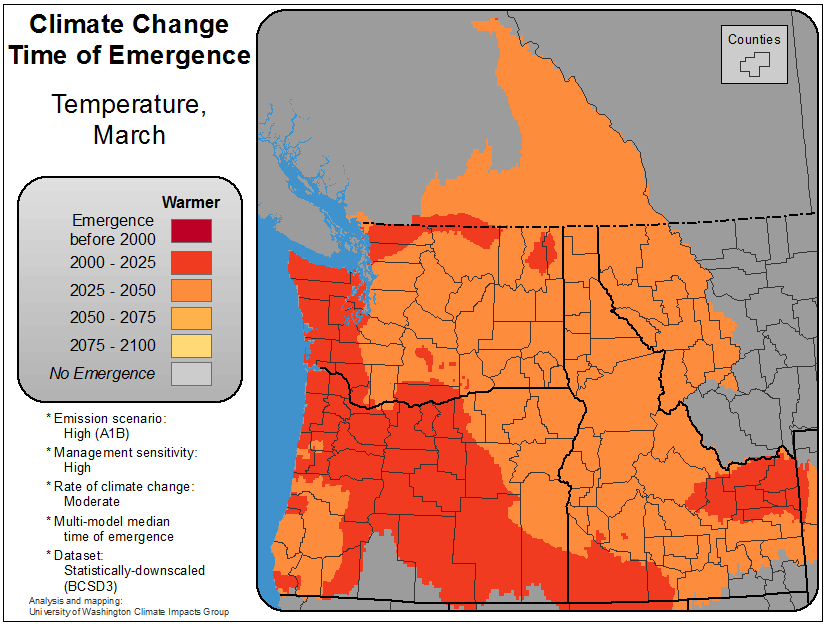 Climate Change
Time of Emergence
Temperature,
March
Warmer
Emergence
before 2000
2000 - 2025
2025 - 2050
2050 - 2075
2075 - 2100
No Emergence
* Emission scenario:
High (A1B)
* Management sensitivity:
High
* Rate of climate change:
Moderate
* Multi-model median
time of emergence
* Dataset:
Statistically-downscaled
(BCSD3)
Analysis and mapping:
University of Washington Climate Impacts Group
Counties